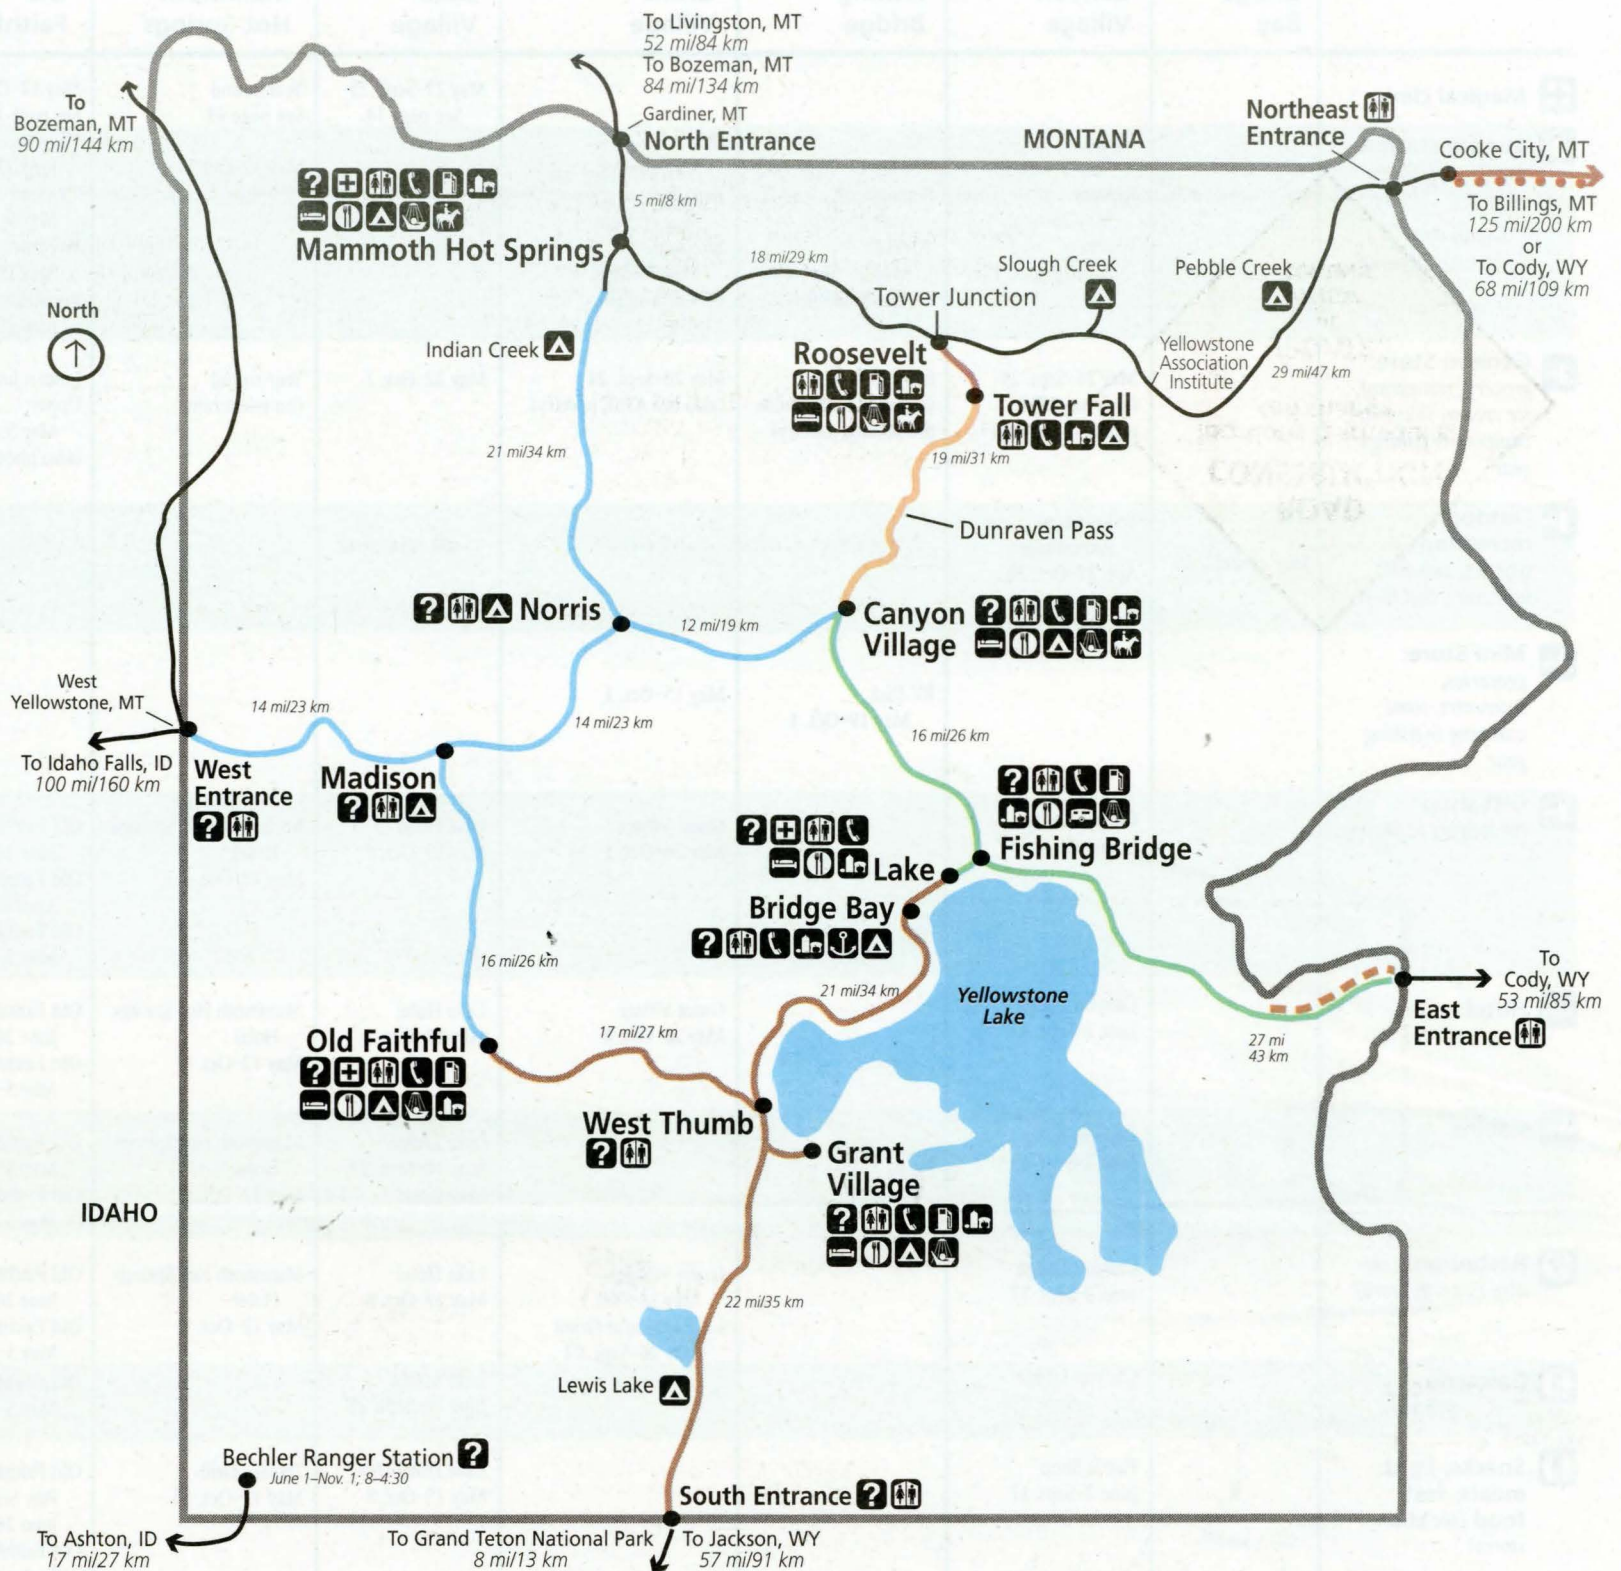 To Livingston, MT
52 mi/84 km
To Bozeman, MT
84 mi/134 km
Gardiner, MT
North Entrance
MONTANA
Northeast
Entrance
Cooke City, MT
To Billings, MT
125 mi/200 km
or
To Cody, WY
68 mi/109 km
To
Bozeman, MT
90 mi/144 km
?
5 mi/8 km
Mammoth Hot Springs
18 mi/29 km
Slough Creek
Pebble Creek
Tower Junction
North
Indian Creek
Roosevelt
Yellowstone
Association
Institute
29 mi/47 km
Tower Fall
21 mi/34 km
19 mi/31 km
Dunraven Pass
? Norris
12 mi/19 km
Canyon
Village
?
West
Yellowstone, MT
14 mi/23 km
14 mi/23 km
16 mi/26 km
To Idaho Falls, ID
100 mi/160 km
West
Entrance
?
Madison
?
?
Fishing Bridge
?
Lake
Bridge Bay
?
16 mi/26 km
21 mi/34 km
Yellowstone
Lake
To
Cody, WY
53 mi/85 km
East
Entrance
27 mi
43 km
17 mi/27 km
Old Faithful
?
West Thumb
?
Grant
Village
?
IDAHO
22 mi/35 km
Lewis Lake
Bechler Ranger Station ?
June 1–Nov. 1; 8–4:30
South Entrance ?
To Ashton, ID
17 mi/27 km
To Grand Teton National Park
8 mi/13 km
To Jackson, WY
57 mi/91 km